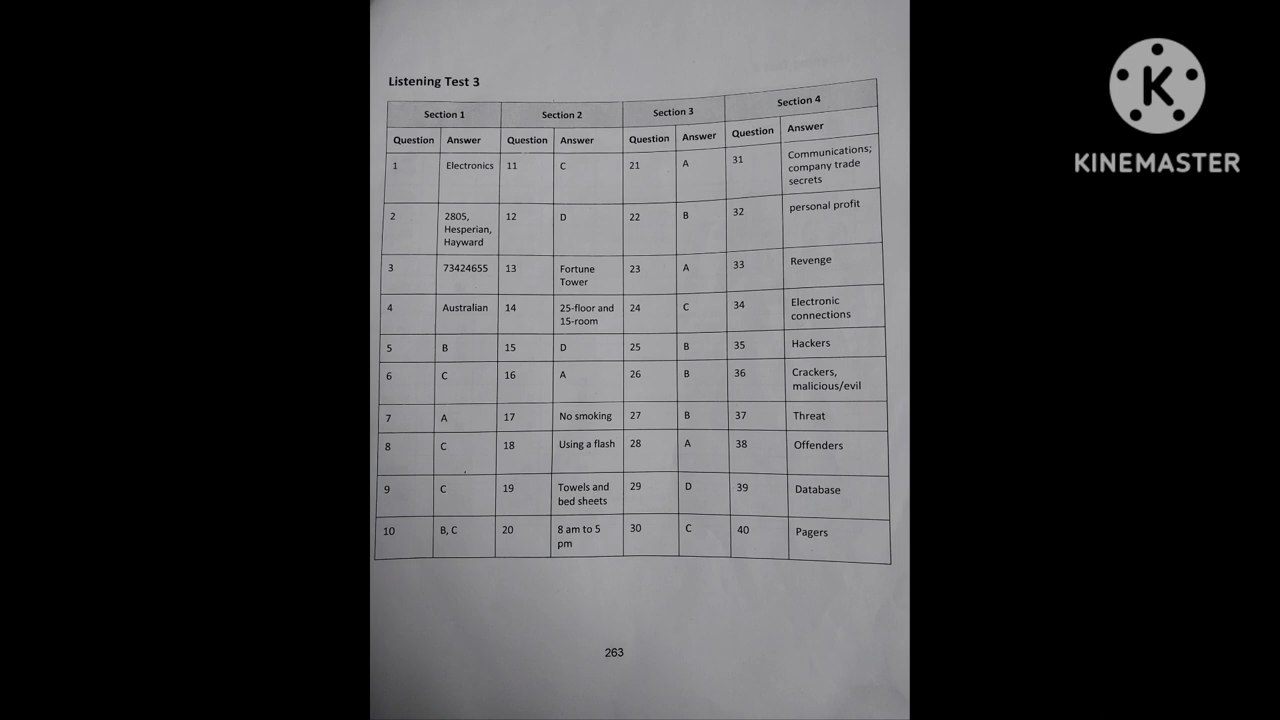 Listening Test 3
Section 1 Section 2 Section 3 Section 4
Question Answer Question Answer Question Answer Question Answer
1 Electronics 11 C 21 A 31 Communications; company trade secrets
2 2805, Hesperian, Hayward 12 D 22 B 32 personal profit
3 73424655 13 Fortune Tower 23 A 33 Revenge
4 Australian 14 25-floor and 15-room 24 C 34 Electronic connections
5 B 15 D 25 B 35 Hackers
6 C 16 A 26 B 36 Crackers, malicious/evil
7 A 17 No smoking 27 B 37 Threat
8 C 18 Using a flash 28 A 38 Offenders
9 C 19 Towels and bed sheets 29 D 39 Database
10 B, C 20 8 am to 5 pm 30 C 40 Pagers
263
K
KINEMASTER